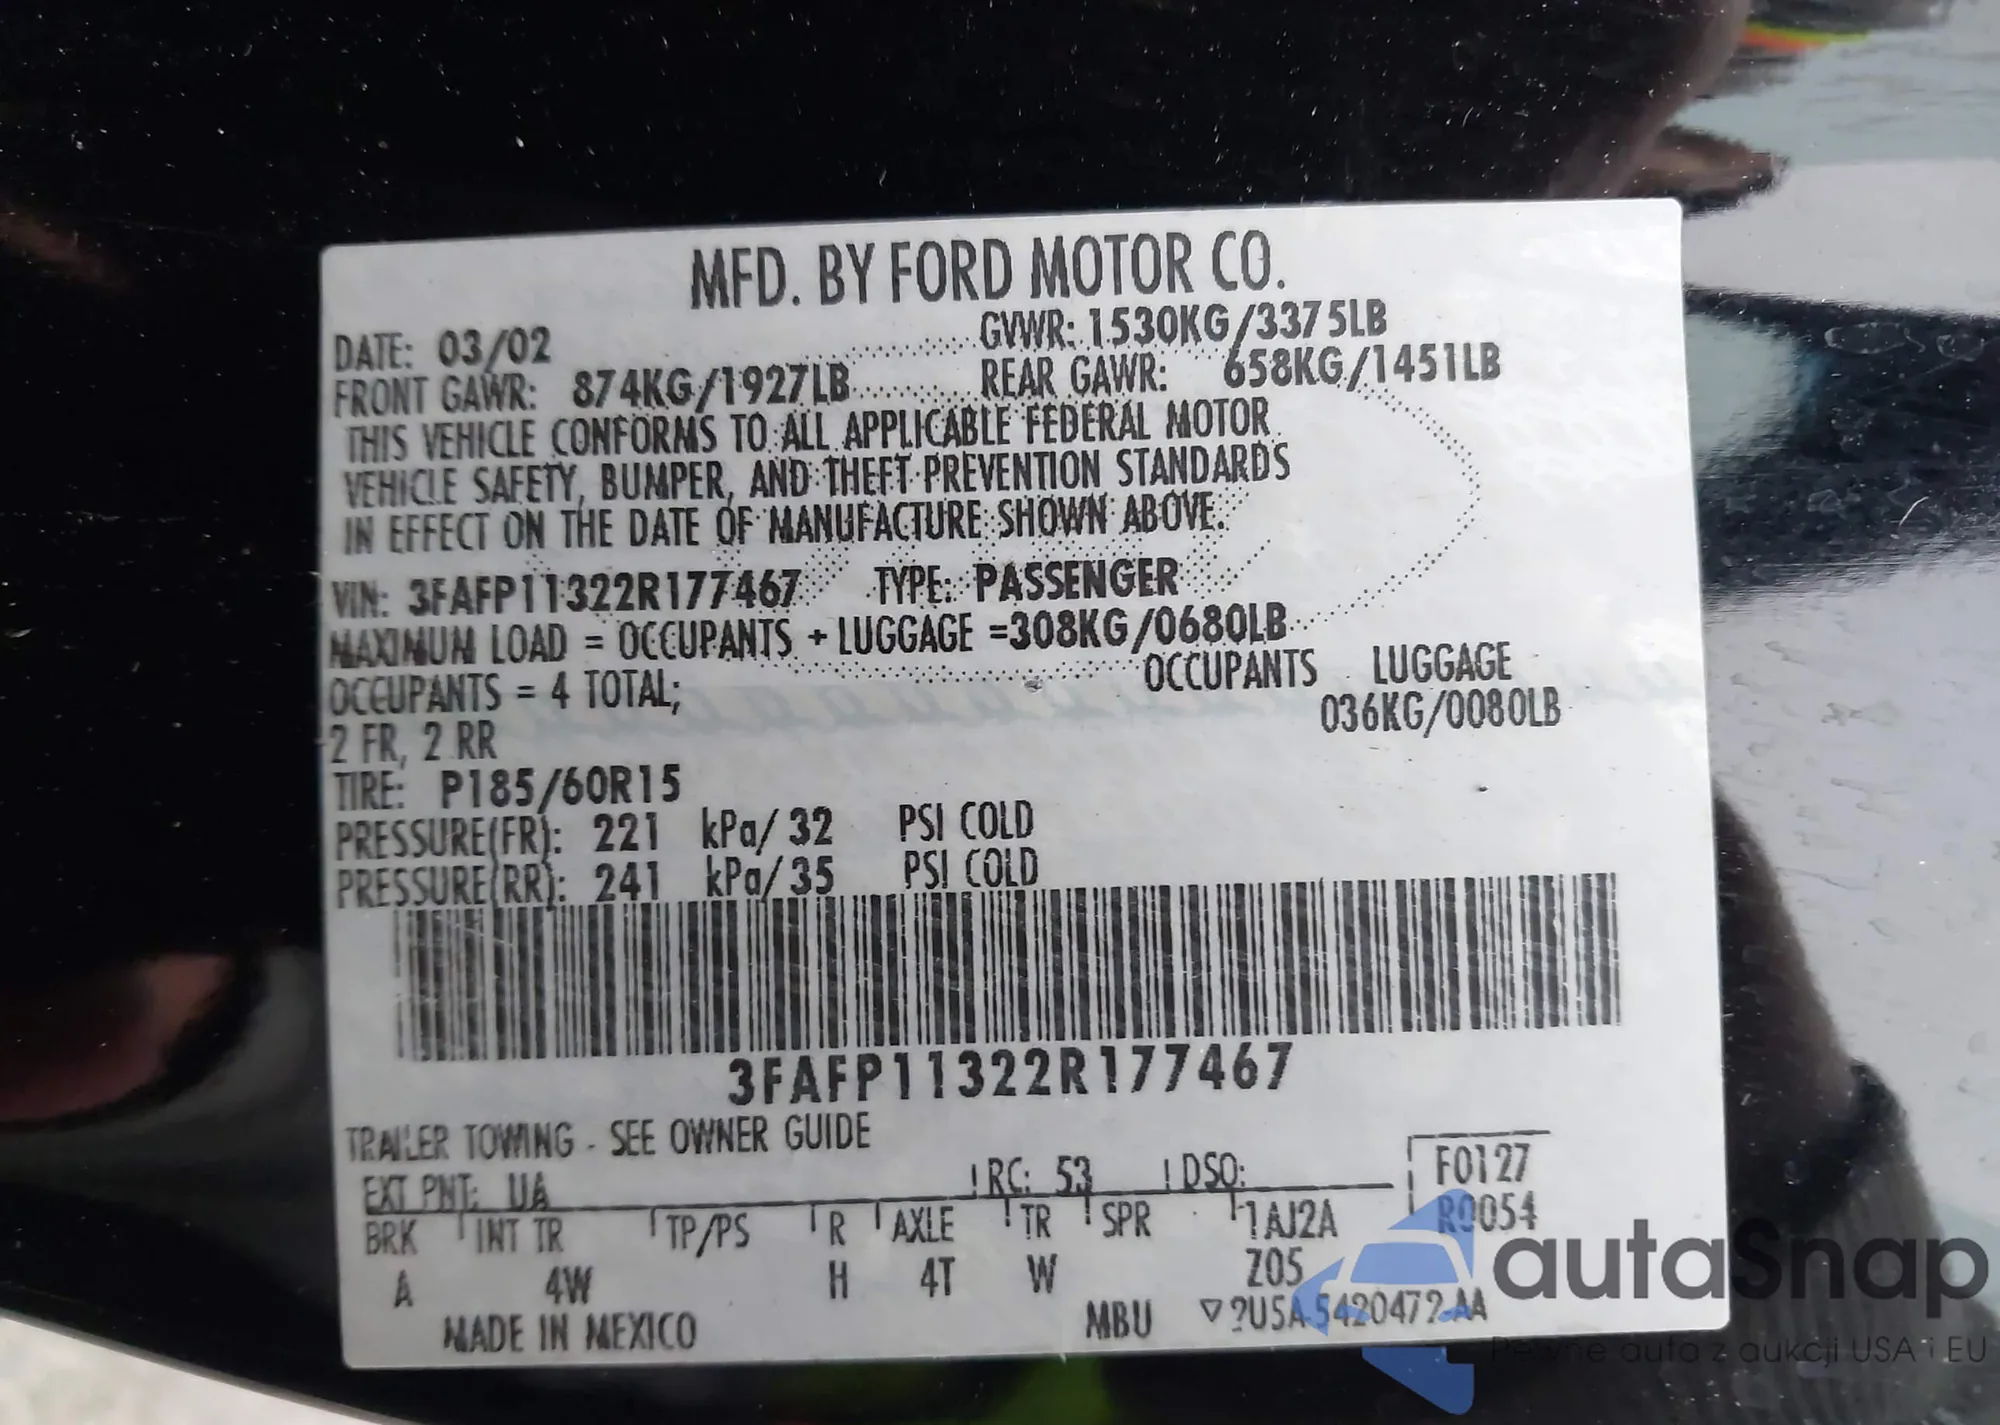 MFD. BY FORD MOTOR CO.
DATE: 03/02 GVWR: 1530KG/3375LB
FRONT GAWR: 874KG/1927LB REAR GAWR: 658KG/1451LB
THIS VEHICLE CONFORMS TO ALL APPLICABLE FEDERAL MOTOR
VEHICLE SAFETY, BUMPER, AND THEFT PREVENTION STANDARDS
IN EFFECT ON THE DATE OF MANUFACTURE SHOWN ABOVE.
VIN: 3FAFP11322R177467 TYPE: PASSENGER
MAXIMUM LOAD = OCCUPANTS + LUGGAGE =308KG/0680LB
OCCUPANTS = 4 TOTAL; OCCUPANTS LUGGAGE
2 FR, 2 RR 036KG/0080LB
TIRE: P185/60R15
PRESSURE(FR): 221 kPa/ 32 PSI COLD
PRESSURE(RR): 241 kPa/ 35 PSI COLD
3FAFP11322R177467
TRAILER TOWING - SEE OWNER GUIDE
EXT PNT: UA RC: 53 DSO: F0127
BRK INT TR TP/PS R AXLE TR SPR 1AJ2A R0054
A 4W H 4T W Z05
MADE IN MEXICO MBU
autaSnap
Pewne auta z aukcji USA i EU